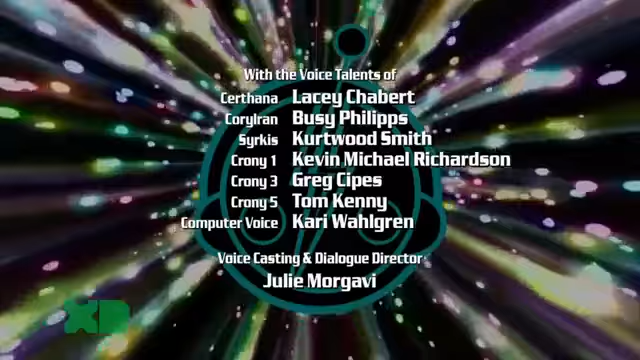 With the Voice Talents of
Certhana Lacey Chabert
Corylran Busy Philipps
Syrkis Kurtwood Smith
Crony 1 Kevin Michael Richardson
Crony 3 Greg Cipes
Crony 5 Tom Kenny
Computer Voice Kari Wahlgren
Voice Casting & Dialogue Director
Julie Morgavi
XD